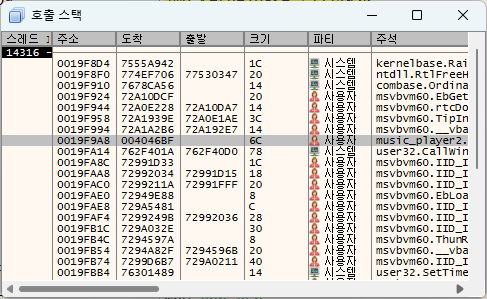 호출 스택
스레드 I 주소 도착 출발 크기 파티 주석
14316 -
0019F8D4 7555A942 1C 시스템 kernelbase.Rai
0019F8F0 774EF706 77530347 20 시스템 ntdll.RtlFreeH
0019F910 7678CA56 14 시스템 combase.Ordina
0019F924 72A10DCF 20 사용자 msvbvm60.EbGet
0019F944 72A0E228 72A10DA7 14 사용자 msvbvm60.rtcDo
0019F958 72A1939E 72A0E1AE 3C 사용자 msvbvm60.TipIn
0019F994 72A1A2B6 72A192E7 14 사용자 msvbvm60.__vba
0019F9A8 004046BF 6C 사용자 music_player2.
0019FA14 762F401A 762F40D0 78 시스템 user32.CallWin
0019FA8C 72991D33 1C 사용자 msvbvm60.IID_I
0019FAA8 72992034 72991D15 18 사용자 msvbvm60.IID_I
0019FAC0 7299211A 72991FFF 20 사용자 msvbvm60.IID_I
0019FAE0 72949E88 8 사용자 msvbvm60.EbLoa
0019FAE8 729A5481 C 사용자 msvbvm60.IID_I
0019FAF4 7299249B 72992036 28 사용자 msvbvm60.IID_I
0019FB1C 729A032E 30 사용자 msvbvm60.IID_I
0019FB4C 7294597A 8 사용자 msvbvm60.ThunR
0019FB54 7294A82F 7294596B 20 사용자 msvbvm60.__vba
0019FB74 7299D6B7 729A0211 40 사용자 msvbvm60.IID_I
0019FBB4 76301489 14 시스템 user32.SetTime